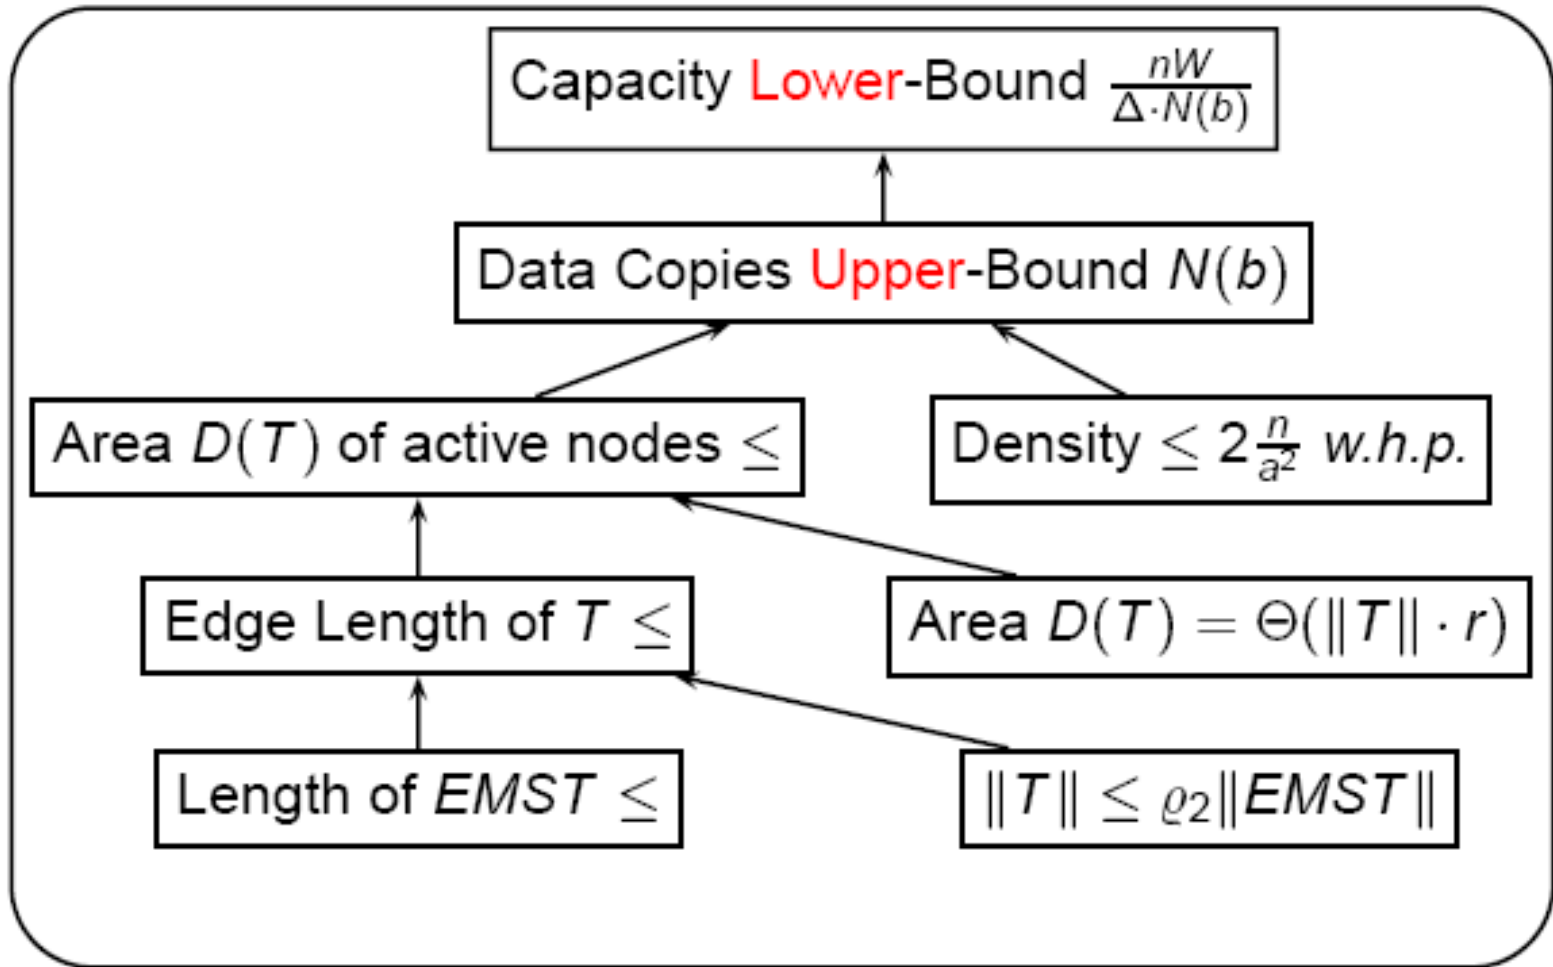 Capacity Lower-Bound nW / Δ·N(b)
Data Copies Upper-Bound N(b)
Area D(T) of active nodes ≤
Density ≤ 2 n/a² w.h.p.
Edge Length of T ≤
Area D(T) = Θ(‖T‖ · r)
Length of EMST ≤
‖T‖ ≤ ϱ₂‖EMST‖